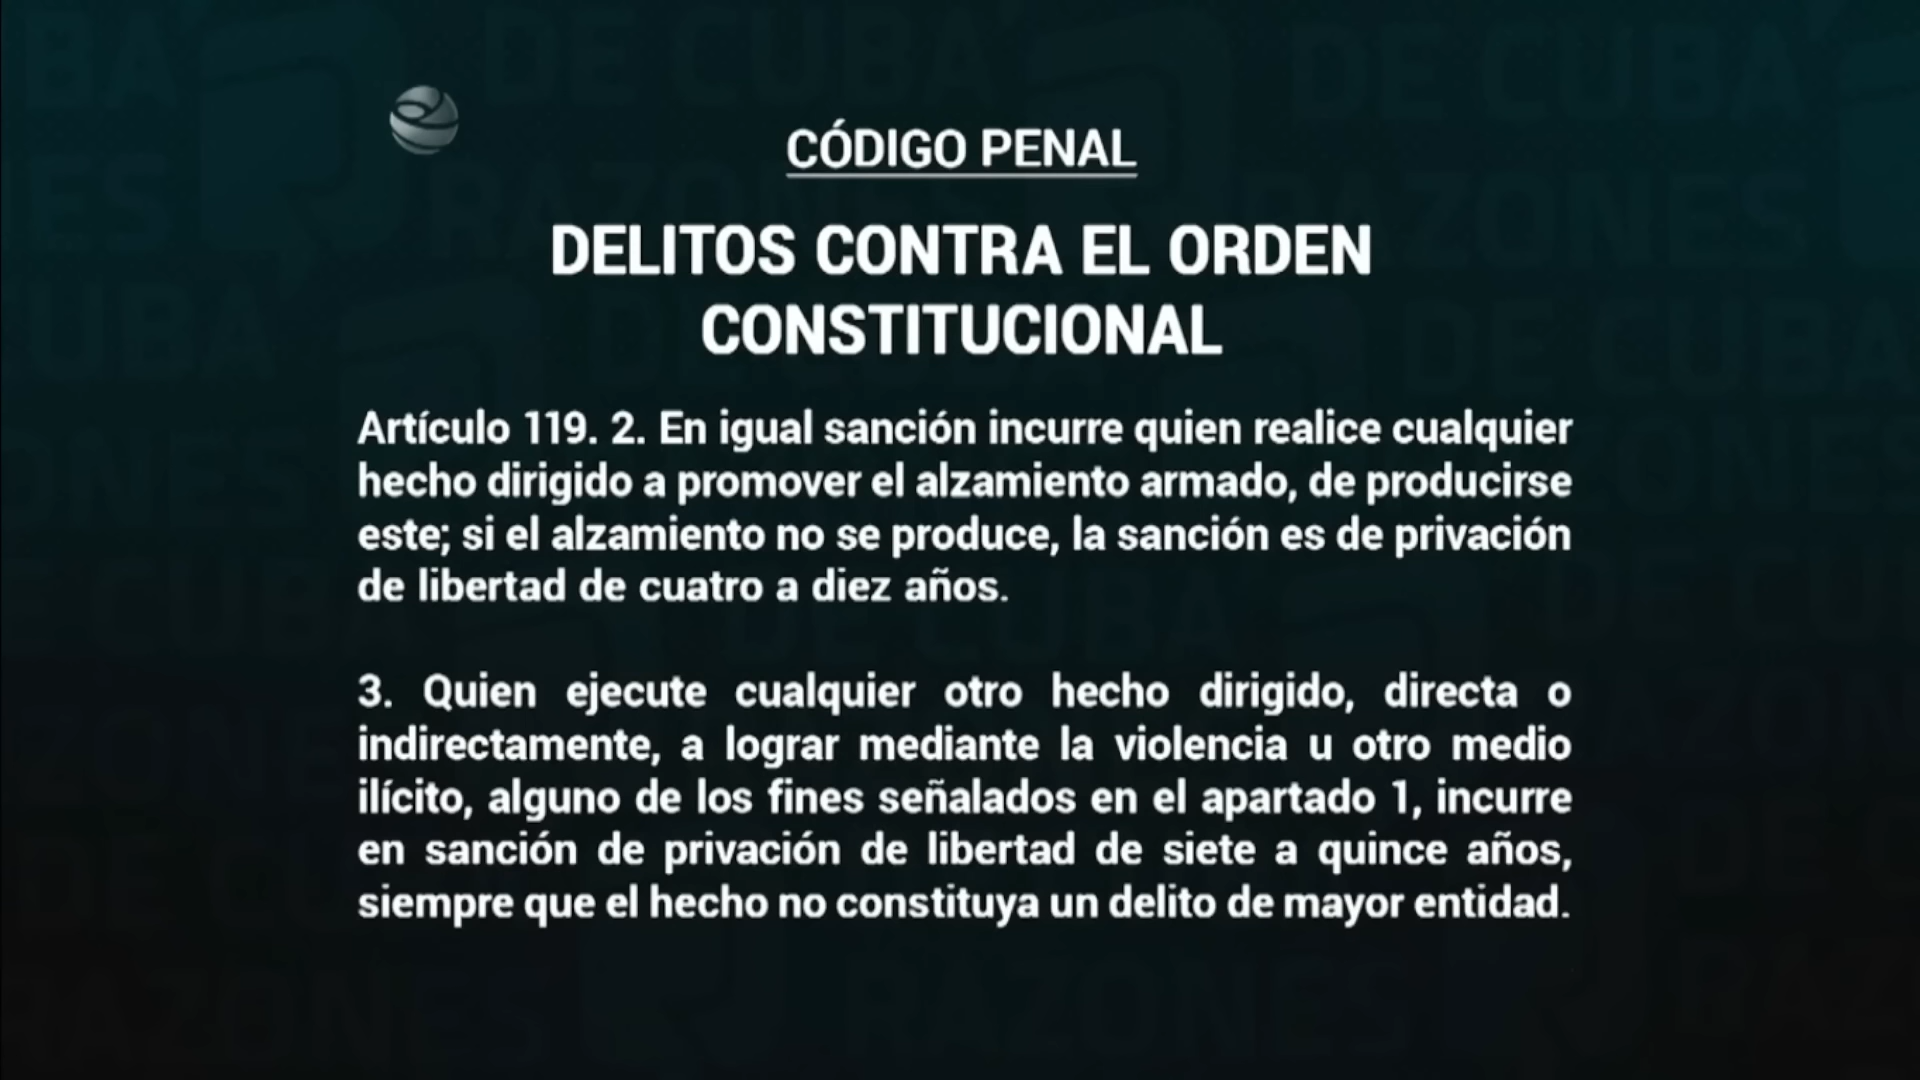 CÓDIGO PENAL
DELITOS CONTRA EL ORDEN
CONSTITUCIONAL
Artículo 119. 2. En igual sanción incurre quien realice cualquier
hecho dirigido a promover el alzamiento armado, de producirse
este; si el alzamiento no se produce, la sanción es de privación
de libertad de cuatro a diez años.
3. Quien ejecute cualquier otro hecho dirigido, directa o
indirectamente, a lograr mediante la violencia u otro medio
ilícito, alguno de los fines señalados en el apartado 1, incurre
en sanción de privación de libertad de siete a quince años,
siempre que el hecho no constituya un delito de mayor entidad.